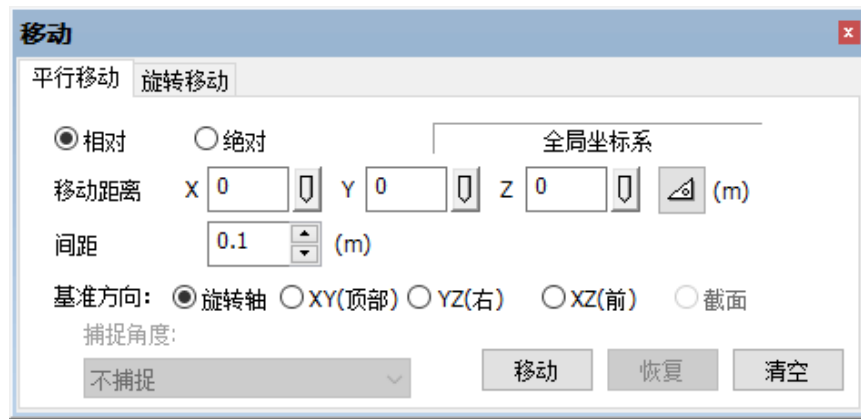 移动
平行移动 旋转移动
相对 绝对 全局坐标系
移动距离 X 0 Y 0 Z 0 (m)
间距 0.1 (m)
基准方向: 旋转轴 XY(顶部) YZ(右) XZ(前) 截面
捕捉角度:
不捕捉 移动 恢复 清空